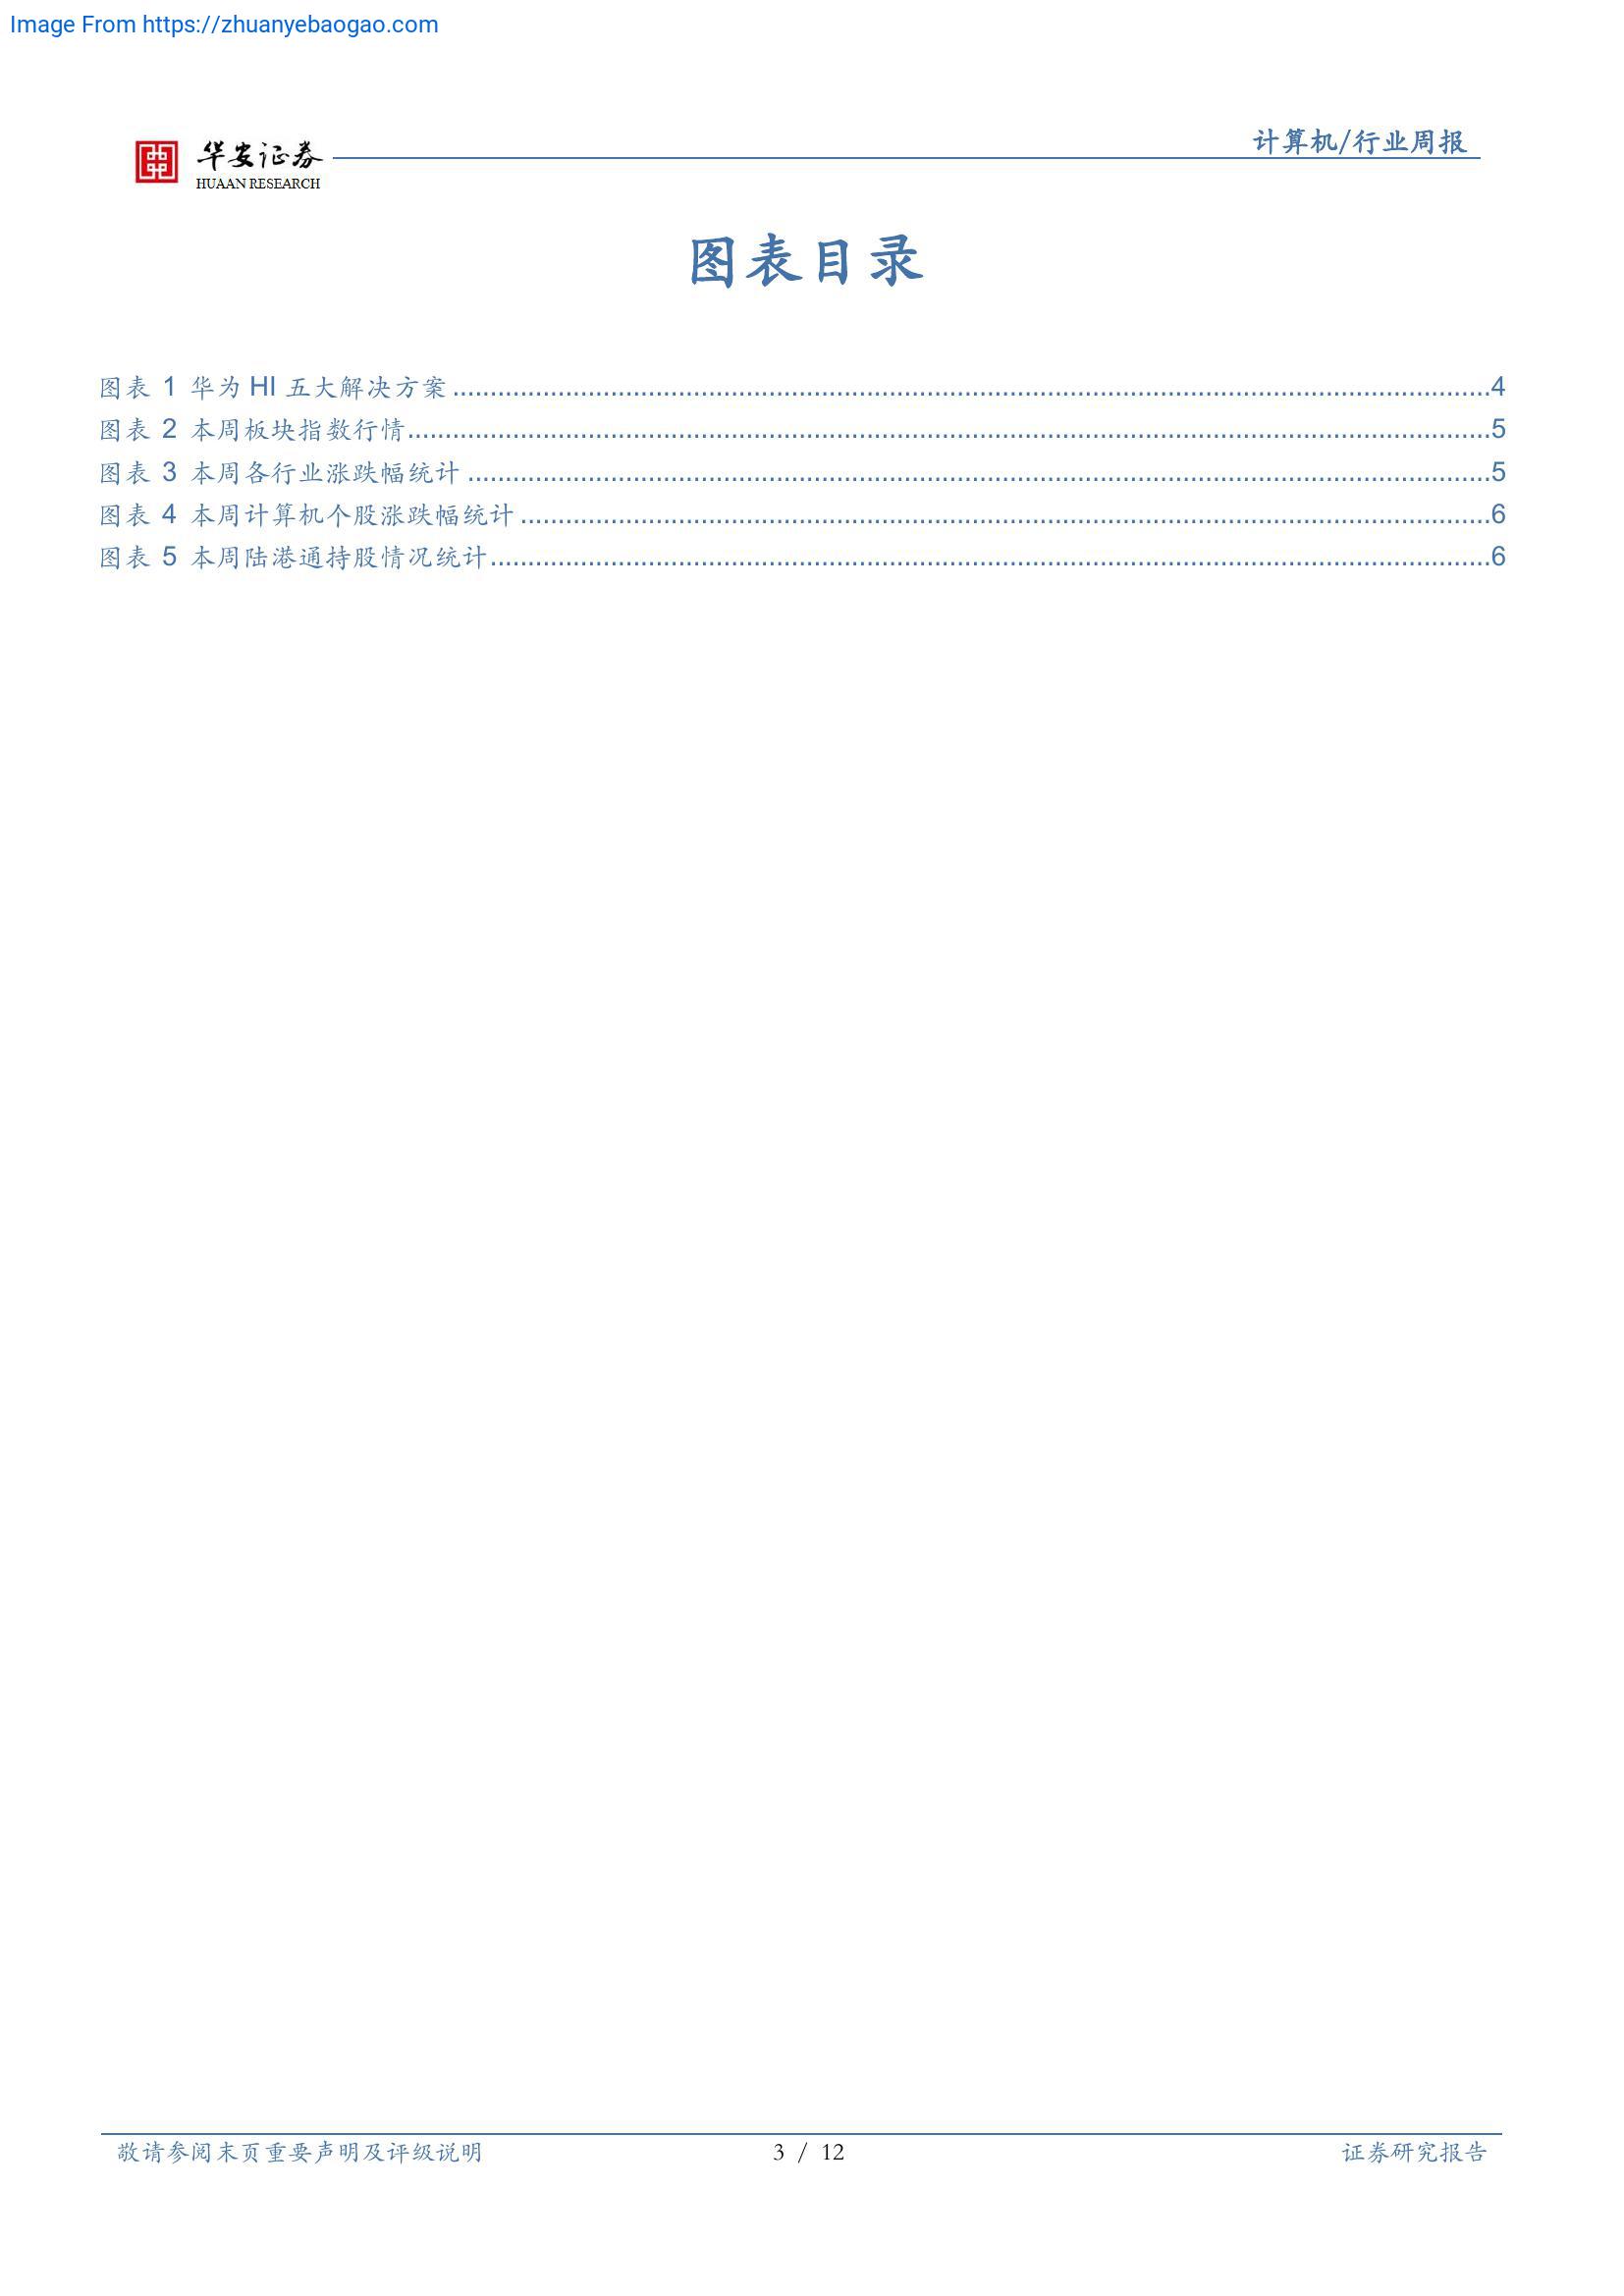 Image From https://zhuanyebaogao.com
华安证券
HUAAN RESEARCH
计算机/行业周报
图表目录
图表 1 华为 HI 五大解决方案 ........................................ 4
图表 2 本周板块指数行情 ........................................ 5
图表 3 本周各行业涨跌幅统计 ........................................ 5
图表 4 本周计算机个股涨跌幅统计 ........................................ 6
图表 5 本周陆港通持股情况统计 ........................................ 6
敬请参阅末页重要声明及评级说明 3 / 12 证券研究报告